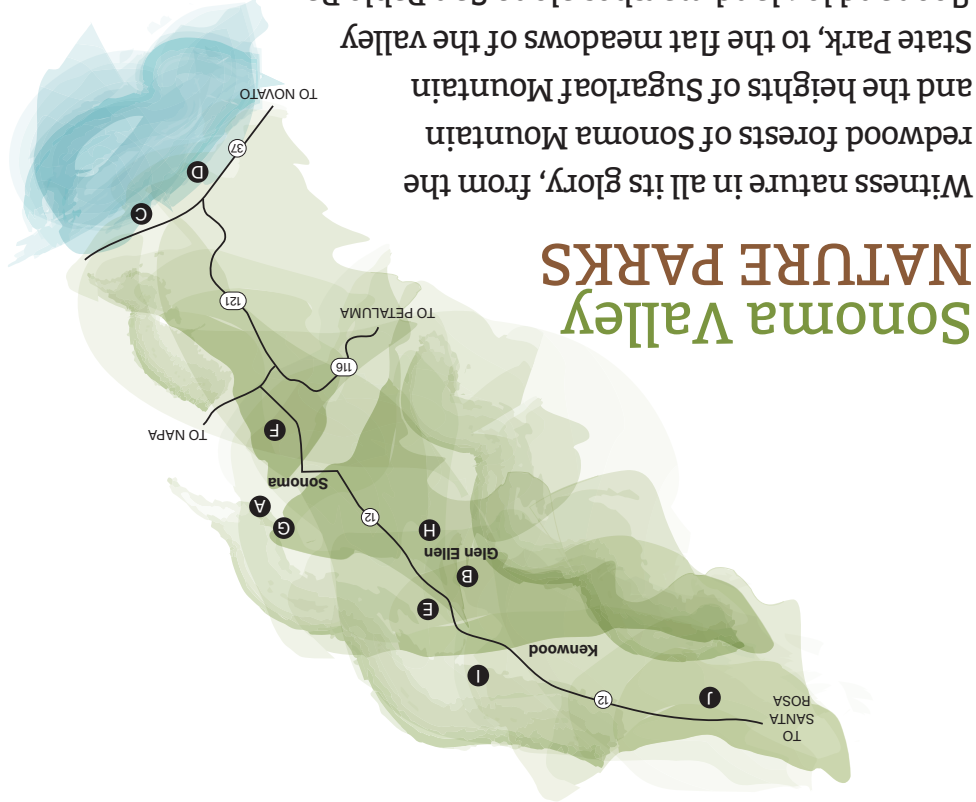 TO
SANTA
ROSA
J
12
I
Kenwood
E
B
Glen Ellen
H
G
12
A
Sonoma
F
TO NAPA
116
TO PETALUMA
121
C
D
37
TO NOVATO
Sonoma Valley
NATURE PARKS
Witness nature in all its glory, from the
redwood forests of Sonoma Mountain
and the heights of Sugarloaf Mountain
State Park, to the flat meadows of the valley